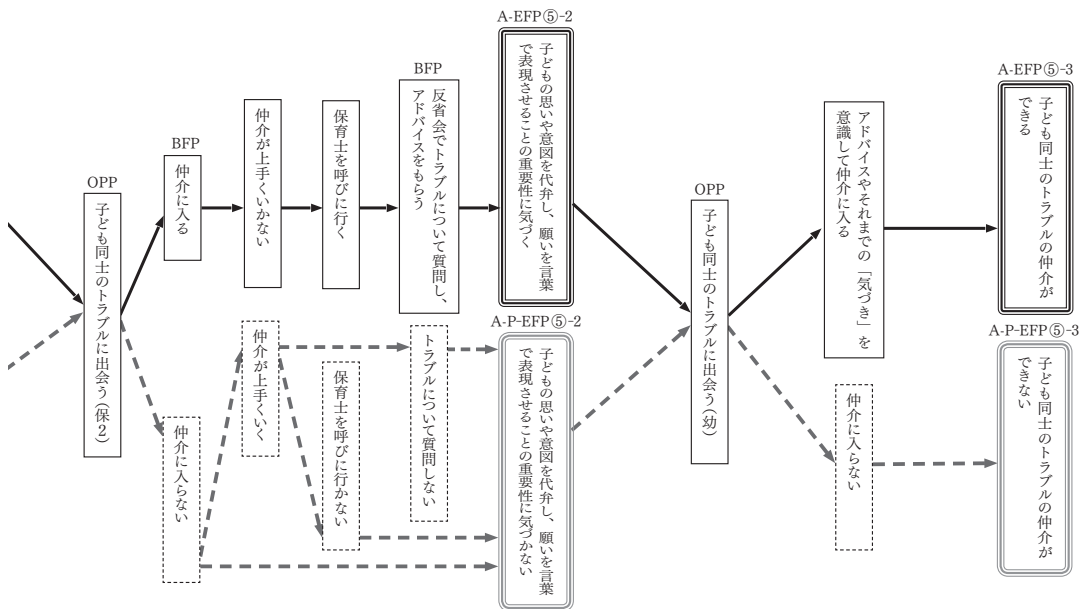 OPP
子ども同士のトラブルに出会う（保２）
BFP
仲介に入る
仲介が上手くいかない
保育士を呼びに行く
BFP
反省会でトラブルについて質問し、
アドバイスをもらう
A-EFP⑤-2
子どもの思いや意図を代弁し、願いを言葉
で表現させることの重要性に気づく
仲介に入らない
仲介が上手くいく
保育士を呼びに行かない
トラブルについて質問しない
A-P-EFP⑤-2
子どもの思いや意図を代弁し、願いを言葉
で表現させることの重要性に気づかない
OPP
子ども同士のトラブルに出会う（幼）
アドバイスやそれまでの「気づき」を
意識して仲介に入る
A-EFP⑤-3
子ども同士のトラブルの仲介が
できる
仲介に入らない
A-P-EFP⑤-3
子ども同士のトラブルの仲介が
できない